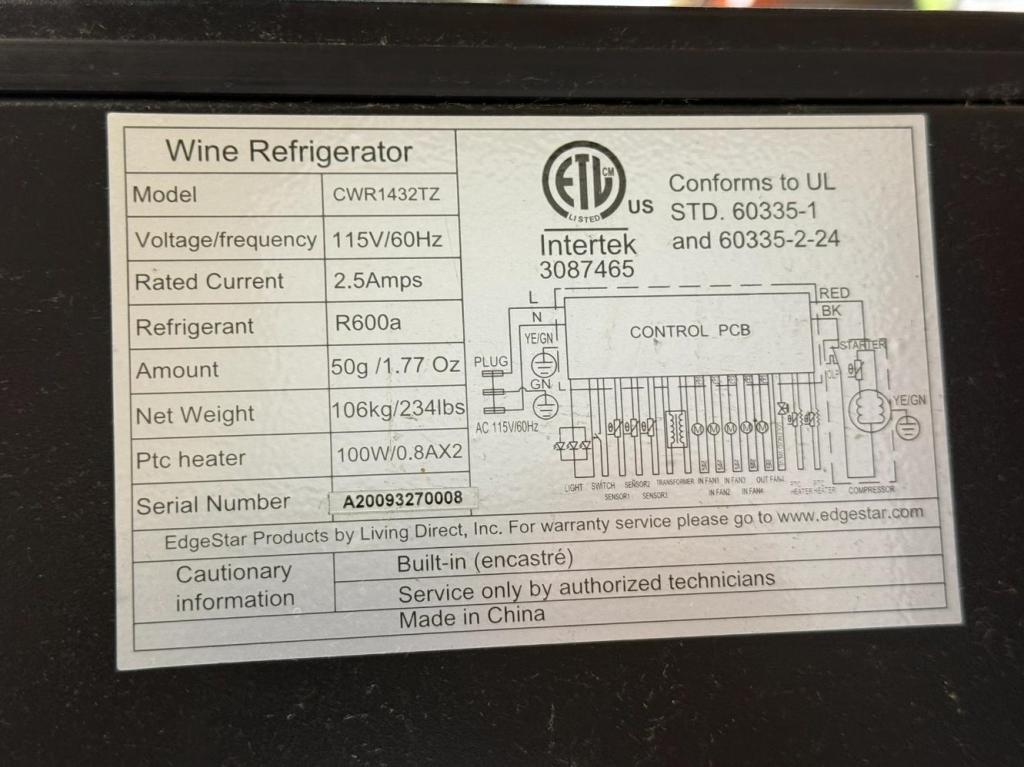 Wine Refrigerator
Model CWR1432TZ
Voltage/frequency 115V/60Hz
Rated Current 2.5Amps
Refrigerant R600a
Amount 50g /1.77 Oz
Net Weight 106kg/234lbs
Ptc heater 100W/0.8AX2
Serial Number A20093270008
ETL CM
LISTED
US
Intertek
3087465
Conforms to UL
STD. 60335-1
and 60335-2-24
L
N
YE/GN
PLUG
GN
L
AC 115V/60Hz
CONTROL PCB
RED
BK
STARTER
OLP
YE/GN
LIGHT SWITCH SENSOR2 TRANSFORMER IN FAN1 IN FAN3 OUT FAN4 PTC PTC
SENSOR1 SENSOR3 IN FAN2 IN FAN4 HEATER HEATER COMPRESSOR
EdgeStar Products by Living Direct, Inc. For warranty service please go to www.edgestar.com
Cautionary
information
Built-in (encastré)
Service only by authorized technicians
Made in China